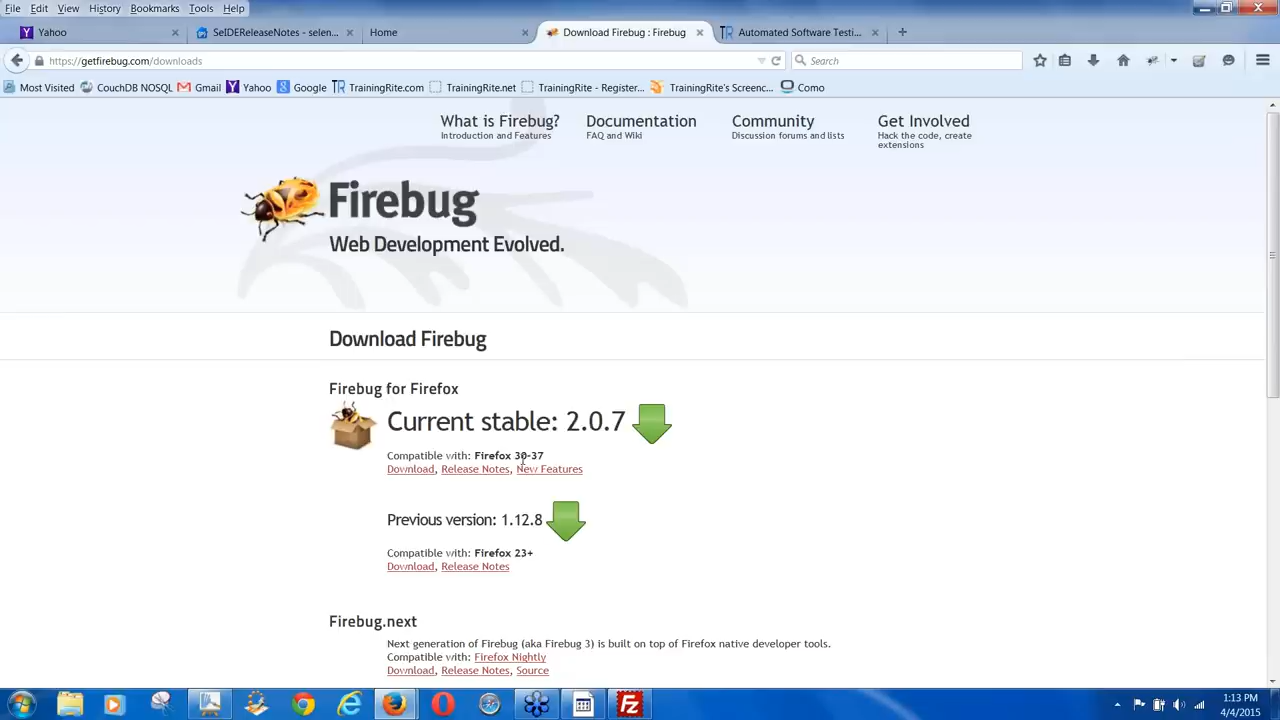 File Edit View History Bookmarks Tools Help
Yahoo
SeIDEReleaseNotes - selen...
Home
Download Firebug : Firebug
Automated Software Testi...
https://getfirebug.com/downloads
Search
Most Visited
CouchDB NOSQL
Gmail
Yahoo
Google
TrainingRite.com
TrainingRite.net
TrainingRite - Register...
TrainingRite's Screenc...
Como
What is Firebug?
Introduction and Features
Documentation
FAQ and Wiki
Community
Discussion forums and lists
Get Involved
Hack the code, create
extensions
Firebug
Web Development Evolved.
Download Firebug
Firebug for Firefox
Current stable: 2.0.7
Compatible with: Firefox 30-37
Download, Release Notes, New Features
Previous version: 1.12.8
Compatible with: Firefox 23+
Download, Release Notes
Firebug.next
Next generation of Firebug (aka Firebug 3) is built on top of Firefox native developer tools.
Compatible with: Firefox Nightly
Download, Release Notes, Source
1:13 PM
4/4/2015